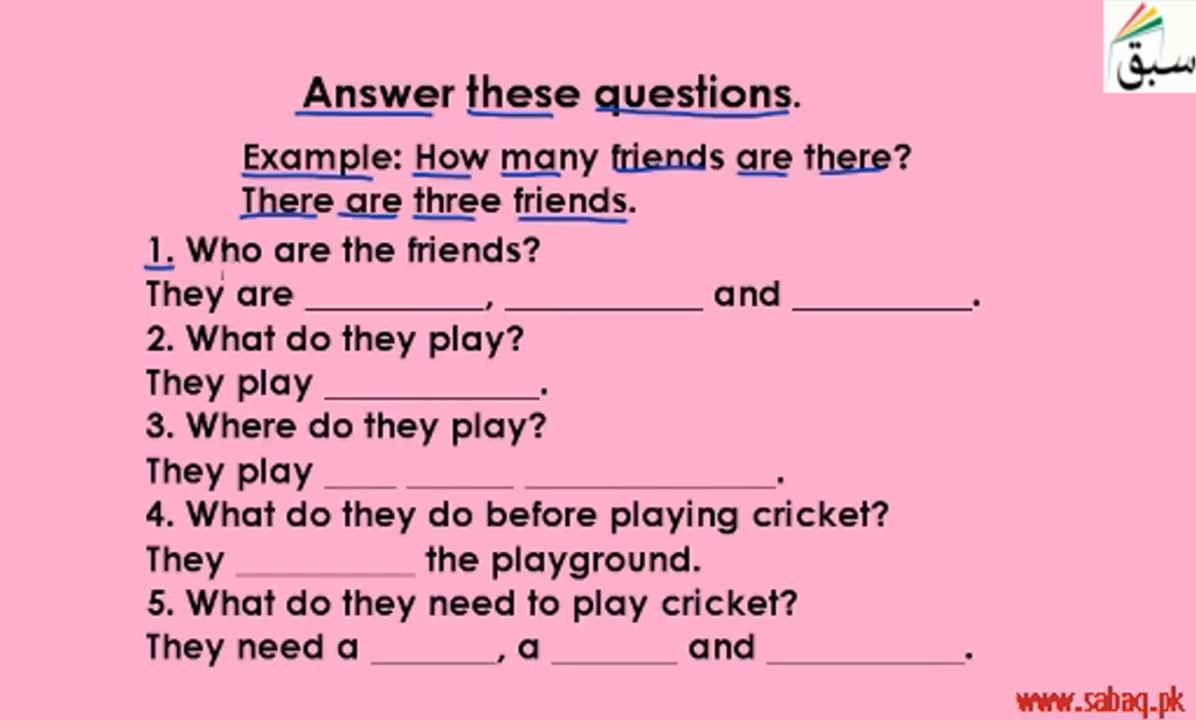 سبق
Answer these questions.
Example: How many friends are there?
There are three friends.
1. Who are the friends?
They are __________, ___________ and __________.
2. What do they play?
They play ____________.
3. Where do they play?
They play ____ ______ ______________.
4. What do they do before playing cricket?
They __________ the playground.
5. What do they need to play cricket?
They need a _______, a _______ and ___________.
www.sabaq.pk